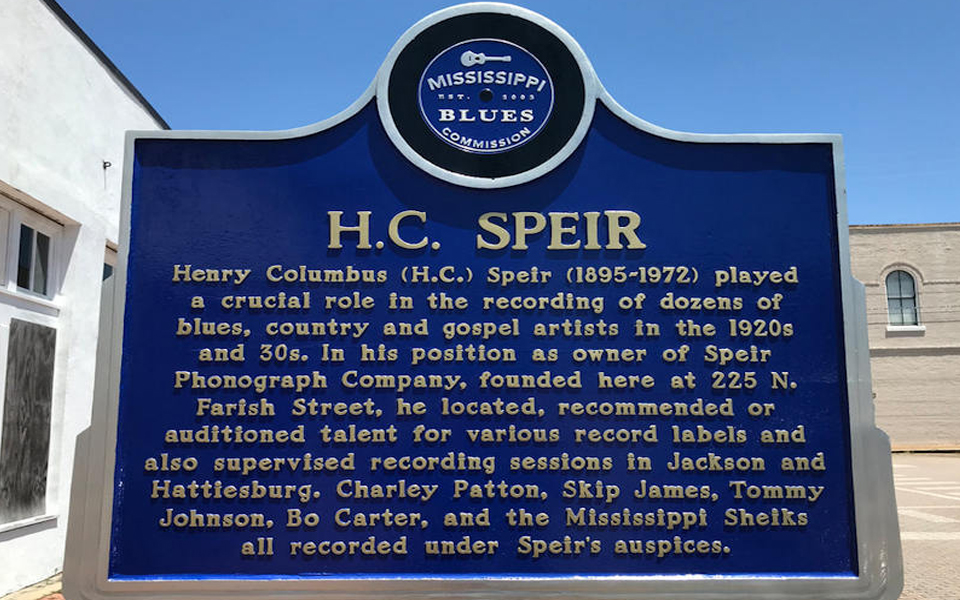 MISSISSIPPI
EST. 2003
BLUES
COMMISSION
H.C. SPEIR
Henry Columbus (H.C.) Speir (1895-1972) played
a crucial role in the recording of dozens of
blues, country and gospel artists in the 1920s
and 30s. In his position as owner of Speir
Phonograph Company, founded here at 225 N.
Farish Street, he located, recommended or
auditioned talent for various record labels and
also supervised recording sessions in Jackson and
Hattiesburg. Charley Patton, Skip James, Tommy
Johnson, Bo Carter, and the Mississippi Sheiks
all recorded under Speir's auspices.